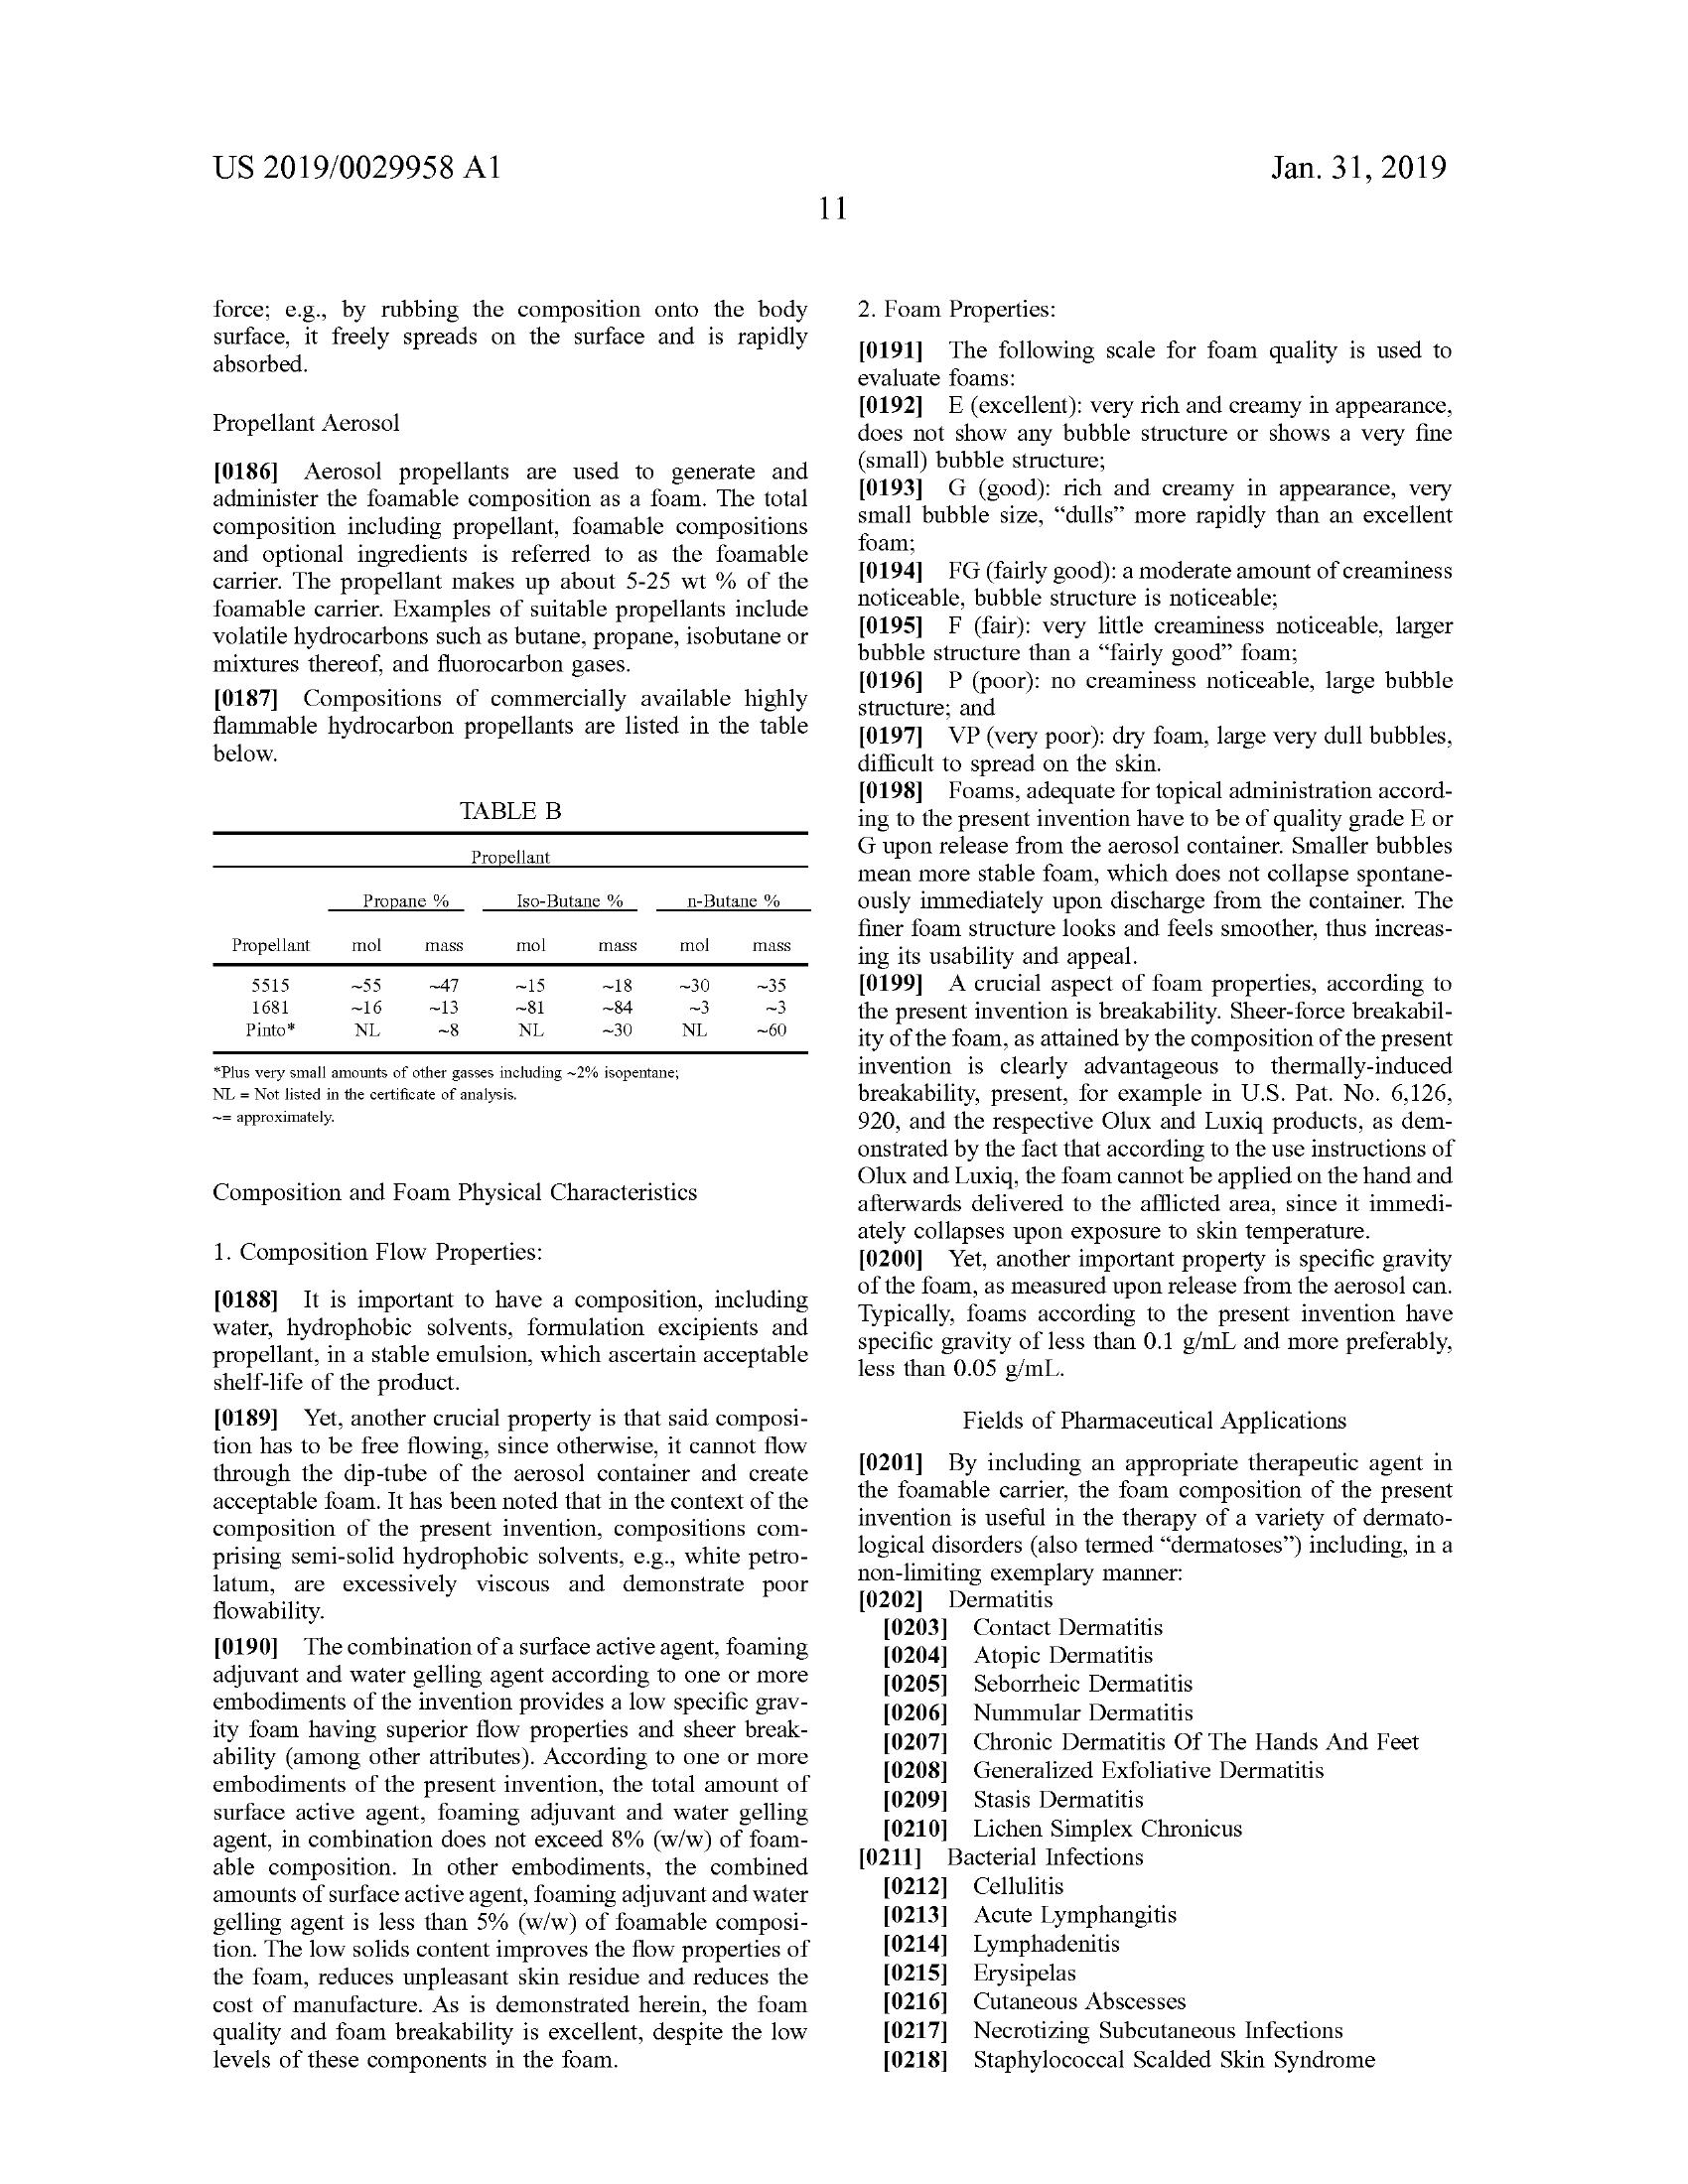 US 2019/0029958 A1
Jan. 31, 2019
11
force; e.g., by rubbing the composition onto the body
surface, it freely spreads on the surface and is rapidly
absorbed.
Propellant Aerosol
[0186] Aerosol propellants are used to generate and
administer the foamable composition as a foam. The total
composition including propellant, foamable compositions
and optional ingredients is referred to as the foamable
carrier. The propellant makes up about 5-25 wt % of the
foamable carrier. Examples of suitable propellants include
volatile hydrocarbons such as butane, propane, isobutane or
mixtures thereof, and fluorocarbon gases.
[0187] Compositions of commercially available highly
flammable hydrocarbon propellants are listed in the table
below.
TABLE B
Propellant
Propane % Iso-Butane % n-Butane %
Propellant mol mass mol mass mol mass
5515 ~55 ~47 ~15 ~18 ~30 ~35
1681 ~16 ~13 ~81 ~84 ~3 ~3
Pinto* NL ~8 NL ~30 NL ~60
*Plus very small amounts of other gasses including ~2% isopentane;
NL = Not listed in the certificate of analysis.
~= approximately.
Composition and Foam Physical Characteristics
1. Composition Flow Properties:
[0188] It is important to have a composition, including
water, hydrophobic solvents, formulation excipients and
propellant, in a stable emulsion, which ascertain acceptable
shelf-life of the product.
[0189] Yet, another crucial property is that said composi-
tion has to be free flowing, since otherwise, it cannot flow
through the dip-tube of the aerosol container and create
acceptable foam. It has been noted that in the context of the
composition of the present invention, compositions com-
prising semi-solid hydrophobic solvents, e.g., white petro-
latum, are excessively viscous and demonstrate poor
flowability.
[0190] The combination of a surface active agent, foaming
adjuvant and water gelling agent according to one or more
embodiments of the invention provides a low specific grav-
ity foam having superior flow properties and sheer break-
ability (among other attributes). According to one or more
embodiments of the present invention, the total amount of
surface active agent, foaming adjuvant and water gelling
agent, in combination does not exceed 8% (w/w) of foam-
able composition. In other embodiments, the combined
amounts of surface active agent, foaming adjuvant and water
gelling agent is less than 5% (w/w) of foamable composi-
tion. The low solids content improves the flow properties of
the foam, reduces unpleasant skin residue and reduces the
cost of manufacture. As is demonstrated herein, the foam
quality and foam breakability is excellent, despite the low
levels of these components in the foam.
2. Foam Properties:
[0191] The following scale for foam quality is used to
evaluate foams:
[0192] E (excellent): very rich and creamy in appearance,
does not show any bubble structure or shows a very fine
(small) bubble structure;
[0193] G (good): rich and creamy in appearance, very
small bubble size, “dulls” more rapidly than an excellent
foam;
[0194] FG (fairly good): a moderate amount of creaminess
noticeable, bubble structure is noticeable;
[0195] F (fair): very little creaminess noticeable, larger
bubble structure than a “fairly good” foam;
[0196] P (poor): no creaminess noticeable, large bubble
structure; and
[0197] VP (very poor): dry foam, large very dull bubbles,
difficult to spread on the skin.
[0198] Foams, adequate for topical administration accord-
ing to the present invention have to be of quality grade E or
G upon release from the aerosol container. Smaller bubbles
mean more stable foam, which does not collapse spontane-
ously immediately upon discharge from the container. The
finer foam structure looks and feels smoother, thus increas-
ing its usability and appeal.
[0199] A crucial aspect of foam properties, according to
the present invention is breakability. Sheer-force breakabil-
ity of the foam, as attained by the composition of the present
invention is clearly advantageous to thermally-induced
breakability, present, for example in U.S. Pat. No. 6,126,
920, and the respective Olux and Luxiq products, as dem-
onstrated by the fact that according to the use instructions of
Olux and Luxiq, the foam cannot be applied on the hand and
afterwards delivered to the afflicted area, since it immedi-
ately collapses upon exposure to skin temperature.
[0200] Yet, another important property is specific gravity
of the foam, as measured upon release from the aerosol can.
Typically, foams according to the present invention have
specific gravity of less than 0.1 g/mL and more preferably,
less than 0.05 g/mL.
Fields of Pharmaceutical Applications
[0201] By including an appropriate therapeutic agent in
the foamable carrier, the foam composition of the present
invention is useful in the therapy of a variety of dermato-
logical disorders (also termed “dermatoses”) including, in a
non-limiting exemplary manner:
[0202] Dermatitis
[0203] Contact Dermatitis
[0204] Atopic Dermatitis
[0205] Seborrheic Dermatitis
[0206] Nummular Dermatitis
[0207] Chronic Dermatitis Of The Hands And Feet
[0208] Generalized Exfoliative Dermatitis
[0209] Stasis Dermatitis
[0210] Lichen Simplex Chronicus
[0211] Bacterial Infections
[0212] Cellulitis
[0213] Acute Lymphangitis
[0214] Lymphadenitis
[0215] Erysipelas
[0216] Cutaneous Abscesses
[0217] Necrotizing Subcutaneous Infections
[0218] Staphylococcal Scalded Skin Syndrome